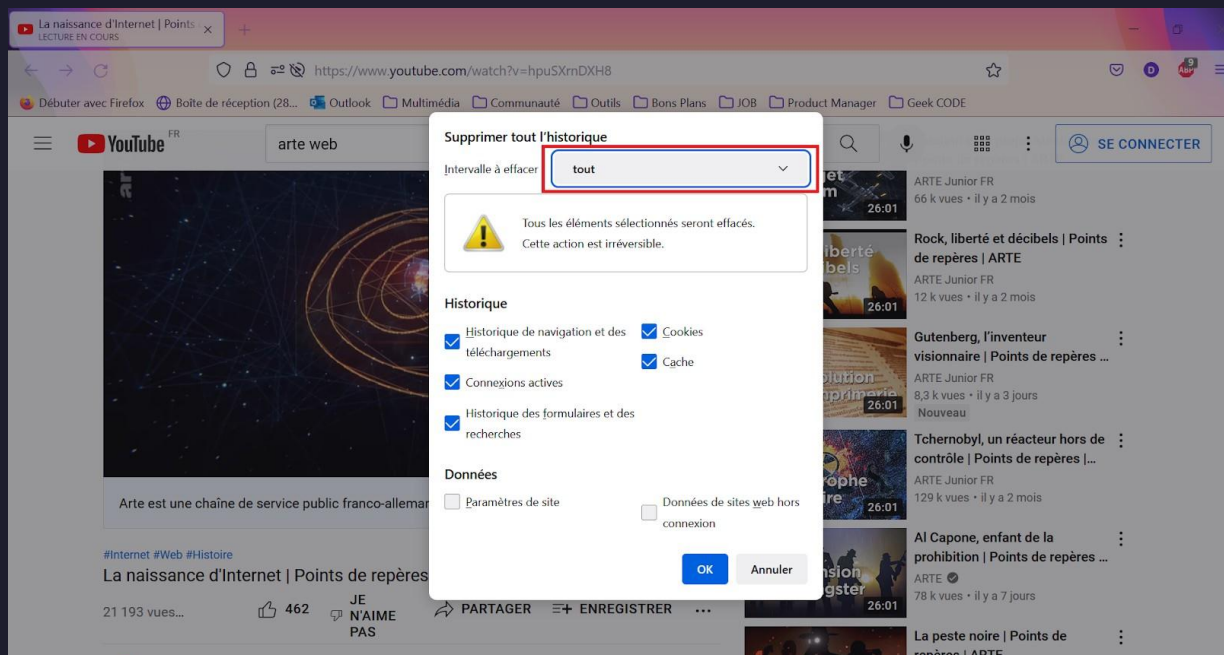 La naissance d'Internet | Points
LECTURE EN COURS
https://www.youtube.com/watch?v=hpuSXrnDXH8
9
D
ABP
Débuter avec Firefox Boîte de réception (28... Outlook Multimédia Communauté Outils Bons Plans JOB Product Manager Geek CODE
YouTube FR
arte web
SE CONNECTER
Supprimer tout l'historique
Intervalle à effacer tout
Tous les éléments sélectionnés seront effacés.
Cette action est irréversible.
Historique
Historique de navigation et des
téléchargements
Cookies
Cache
Connexions actives
Historique des formulaires et des
recherches
Données
Paramètres de site
Données de sites web hors
connexion
OK Annuler
Arte est une chaîne de service public
#Internet #Web #Histoire
La naissance d'Internet | Points de repères
21 193 vues...
462
JE
N'AIME
PAS
PARTAGER ENREGISTRER ...
ARTE Junior FR
66 k vues • il y a 2 mois
26:01
Rock, liberté et décibels | Points
de repères | ARTE
ARTE Junior FR
12 k vues • il y a 2 mois
26:01
Gutenberg, l'inventeur
visionnaire | Points de repères ...
ARTE Junior FR
8,3 k vues • il y a 3 jours
Nouveau
26:01
Tchernobyl, un réacteur hors de
contrôle | Points de repères |...
ARTE Junior FR
129 k vues • il y a 2 mois
26:01
Al Capone, enfant de la
prohibition | Points de repères ...
ARTE
78 k vues • il y a 7 jours
26:01
La peste noire | Points de
repères | ARTE